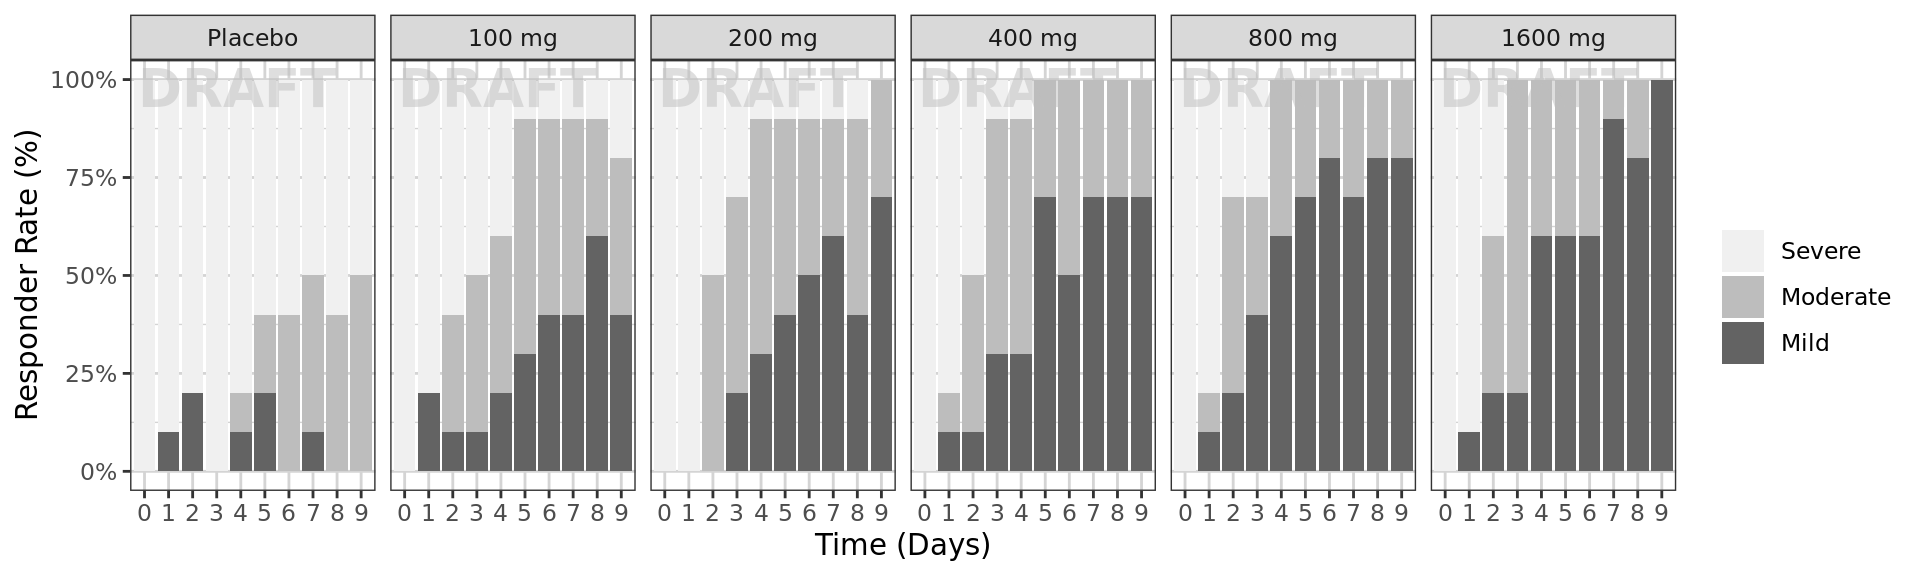 Placebo 100 mg 200 mg 400 mg 800 mg 1600 mg
DRAFT DRAFT DRAFT DRAFT DRAFT DRAFT
100%
75%
50%
25%
0%
Responder Rate (%)
0 1 2 3 4 5 6 7 8 9 0 1 2 3 4 5 6 7 8 9 0 1 2 3 4 5 6 7 8 9 0 1 2 3 4 5 6 7 8 9 0 1 2 3 4 5 6 7 8 9 0 1 2 3 4 5 6 7 8 9
Time (Days)
Severe
Moderate
Mild